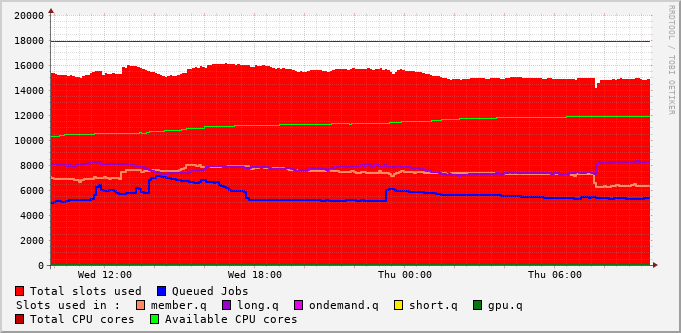 20000
18000
16000
14000
12000
10000
8000
6000
4000
2000
0
Wed 12:00 Wed 18:00 Thu 00:00 Thu 06:00
RRDTOOL / TOBI OETIKER
Total slots used Queued Jobs
Slots used in : member.q long.q ondemand.q short.q gpu.q
Total CPU cores Available CPU cores